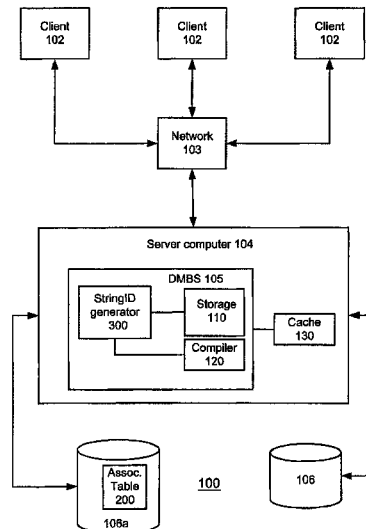 Client
102
Client
102
Client
102
Network
103
Server computer 104
DMBS 105
StringID
generator
300
Storage
110
Compiler
120
Cache
130
Assoc.
Table
200
106a
100
106